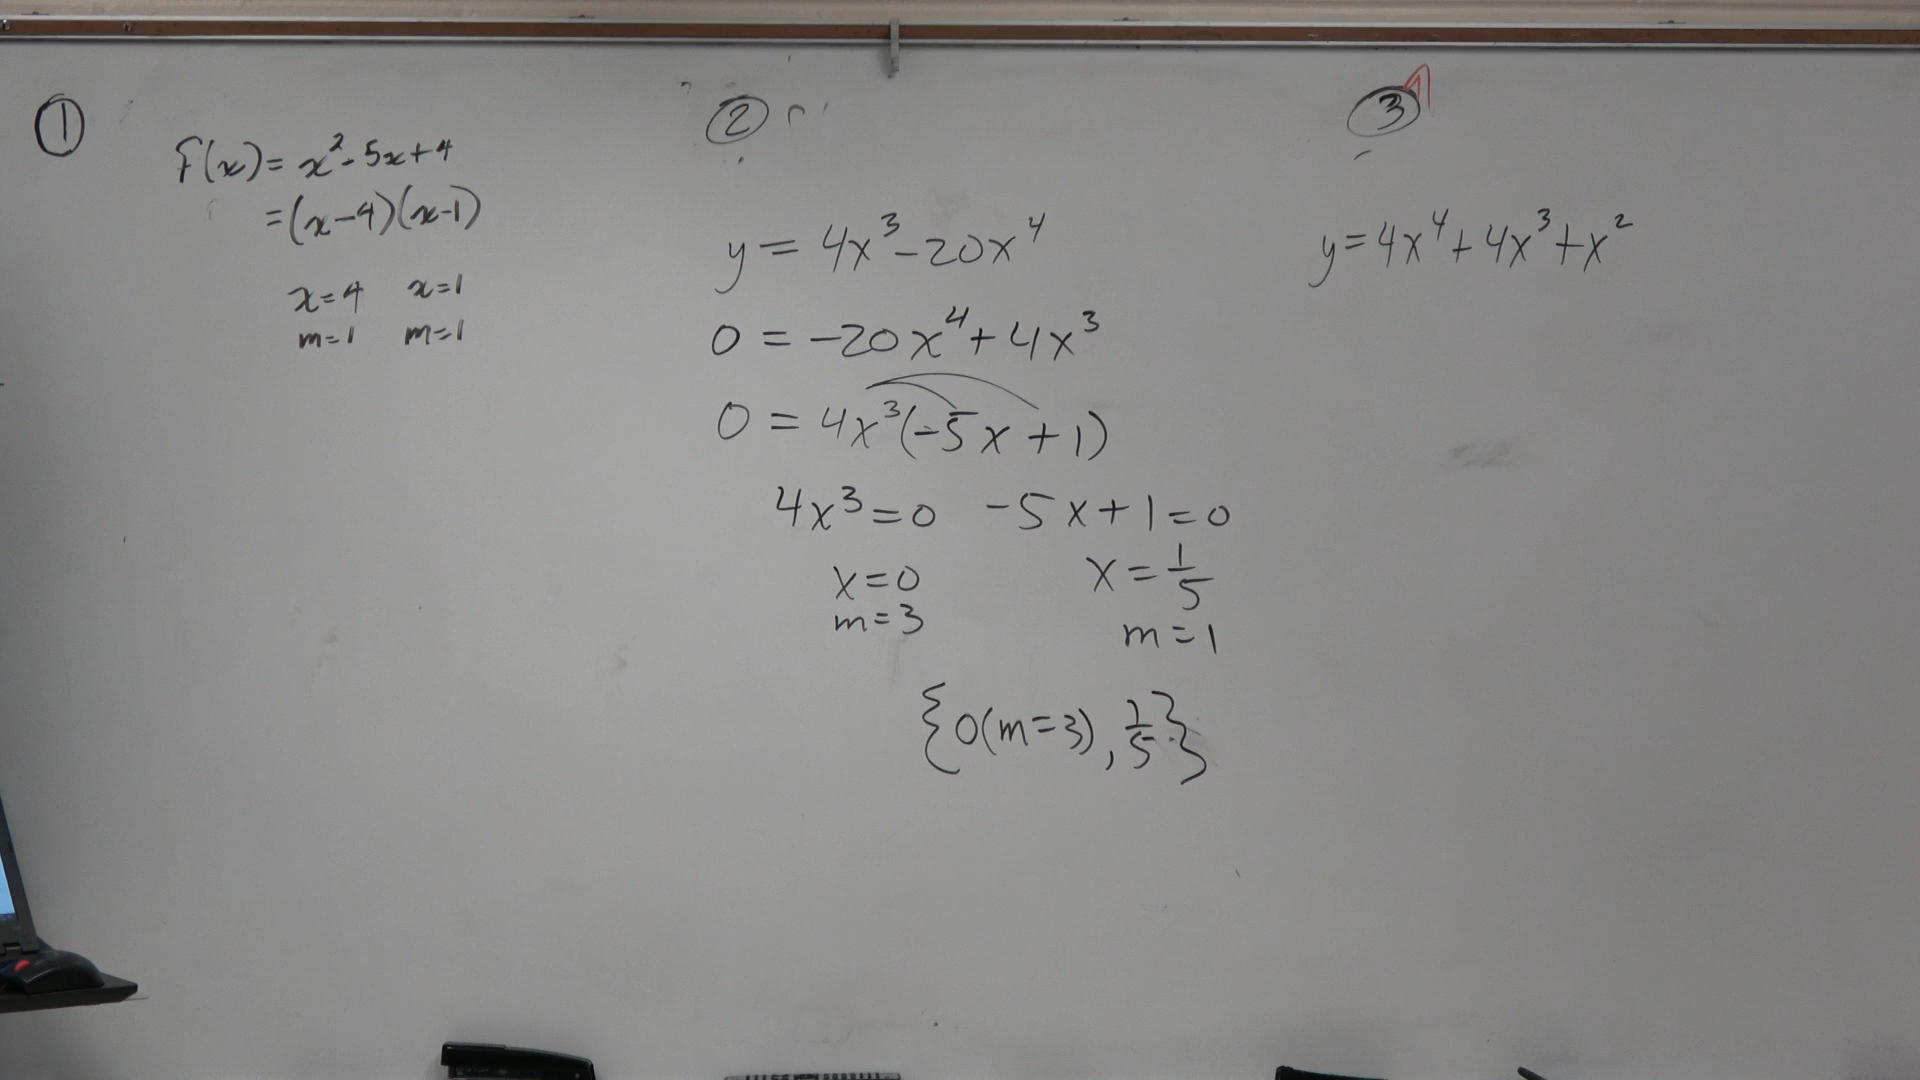 ①
f(x) = x² - 5x + 4
= (x - 4)(x - 1)
x = 4 x = 1
m = 1 m = 1
②
y = 4x³ - 20x⁴
0 = -20x⁴ + 4x³
0 = 4x³(-5x + 1)
4x³ = 0 -5x + 1 = 0
x = 0 x = 1/5
m = 3 m = 1
{0(m = 3), 1/5}
③
y = 4x⁴ + 4x³ + x²